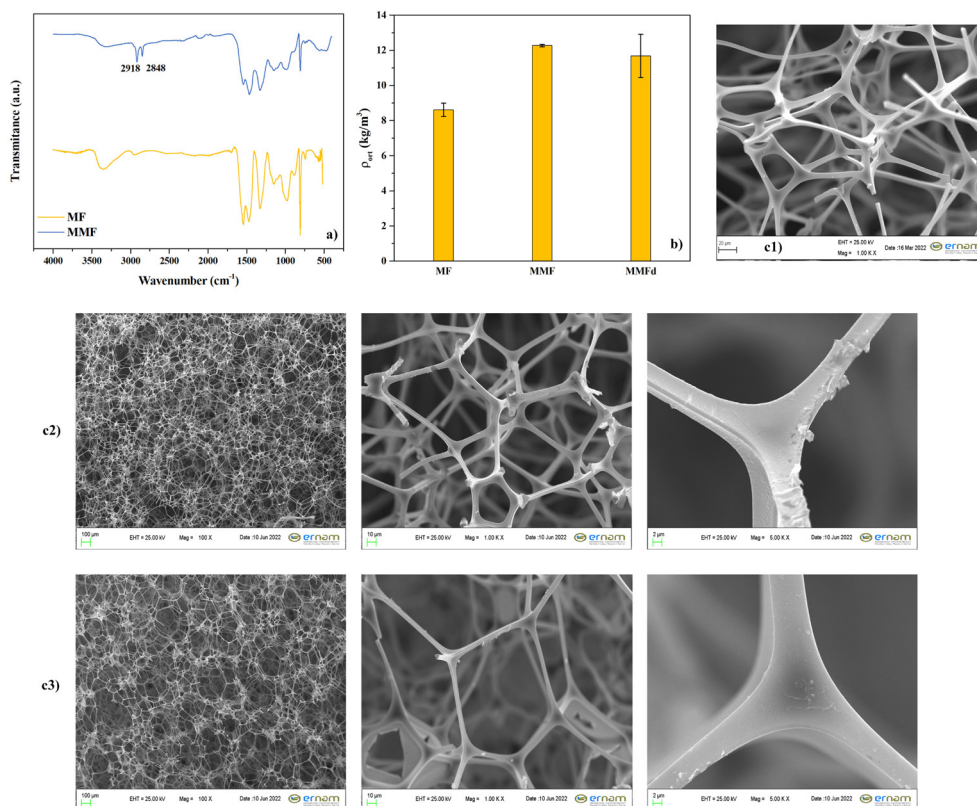 Transmitance (a.u.)
2918 2848
MF
MMF
a)
4000 3500 3000 2500 2000 1500 1000 500
Wavenumber (cm-1)
ρort (kg/m3)
14
12
10
8
6
4
2
0
b)
MF MMF MMFd
20 µm
c1)
EHT = 25.00 kV
Mag = 1.00 K X
Date :16 Mar 2022
ernam
c2)
100 µm EHT = 25.00 kV Mag = 100 X Date :10 Jun 2022 ernam
10 µm EHT = 25.00 kV Mag = 1.00 K X Date :10 Jun 2022 ernam
2 µm EHT = 25.00 kV Mag = 5.00 K X Date :10 Jun 2022 ernam
c3)
100 µm EHT = 25.00 kV Mag = 100 X Date :10 Jun 2022 ernam
10 µm EHT = 25.00 kV Mag = 1.00 K X Date :10 Jun 2022 ernam
2 µm EHT = 25.00 kV Mag = 5.00 K X Date :10 Jun 2022 ernam